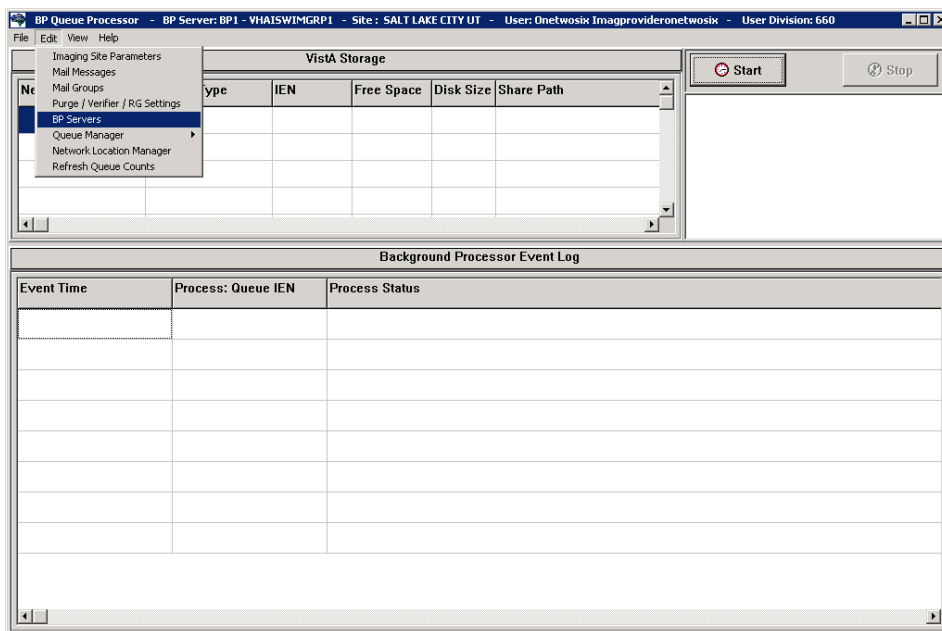 BP Queue Processor - BP Server: BP1 - VHAISWIMGRP1 - Site : SALT LAKE CITY UT - User: Onetwosix Imagprovideronetwosix - User Division: 660
File Edit View Help
Imaging Site Parameters
Mail Messages
Mail Groups
Purge / Verifier / RG Settings
BP Servers
Queue Manager
Network Location Manager
Refresh Queue Counts
VistA Storage
Ne ype IEN Free Space Disk Size Share Path
Start Stop
Background Processor Event Log
Event Time Process: Queue IEN Process Status